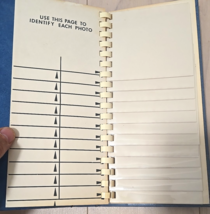 USE THIS PAGE TO
IDENTIFY EACH PHOTO